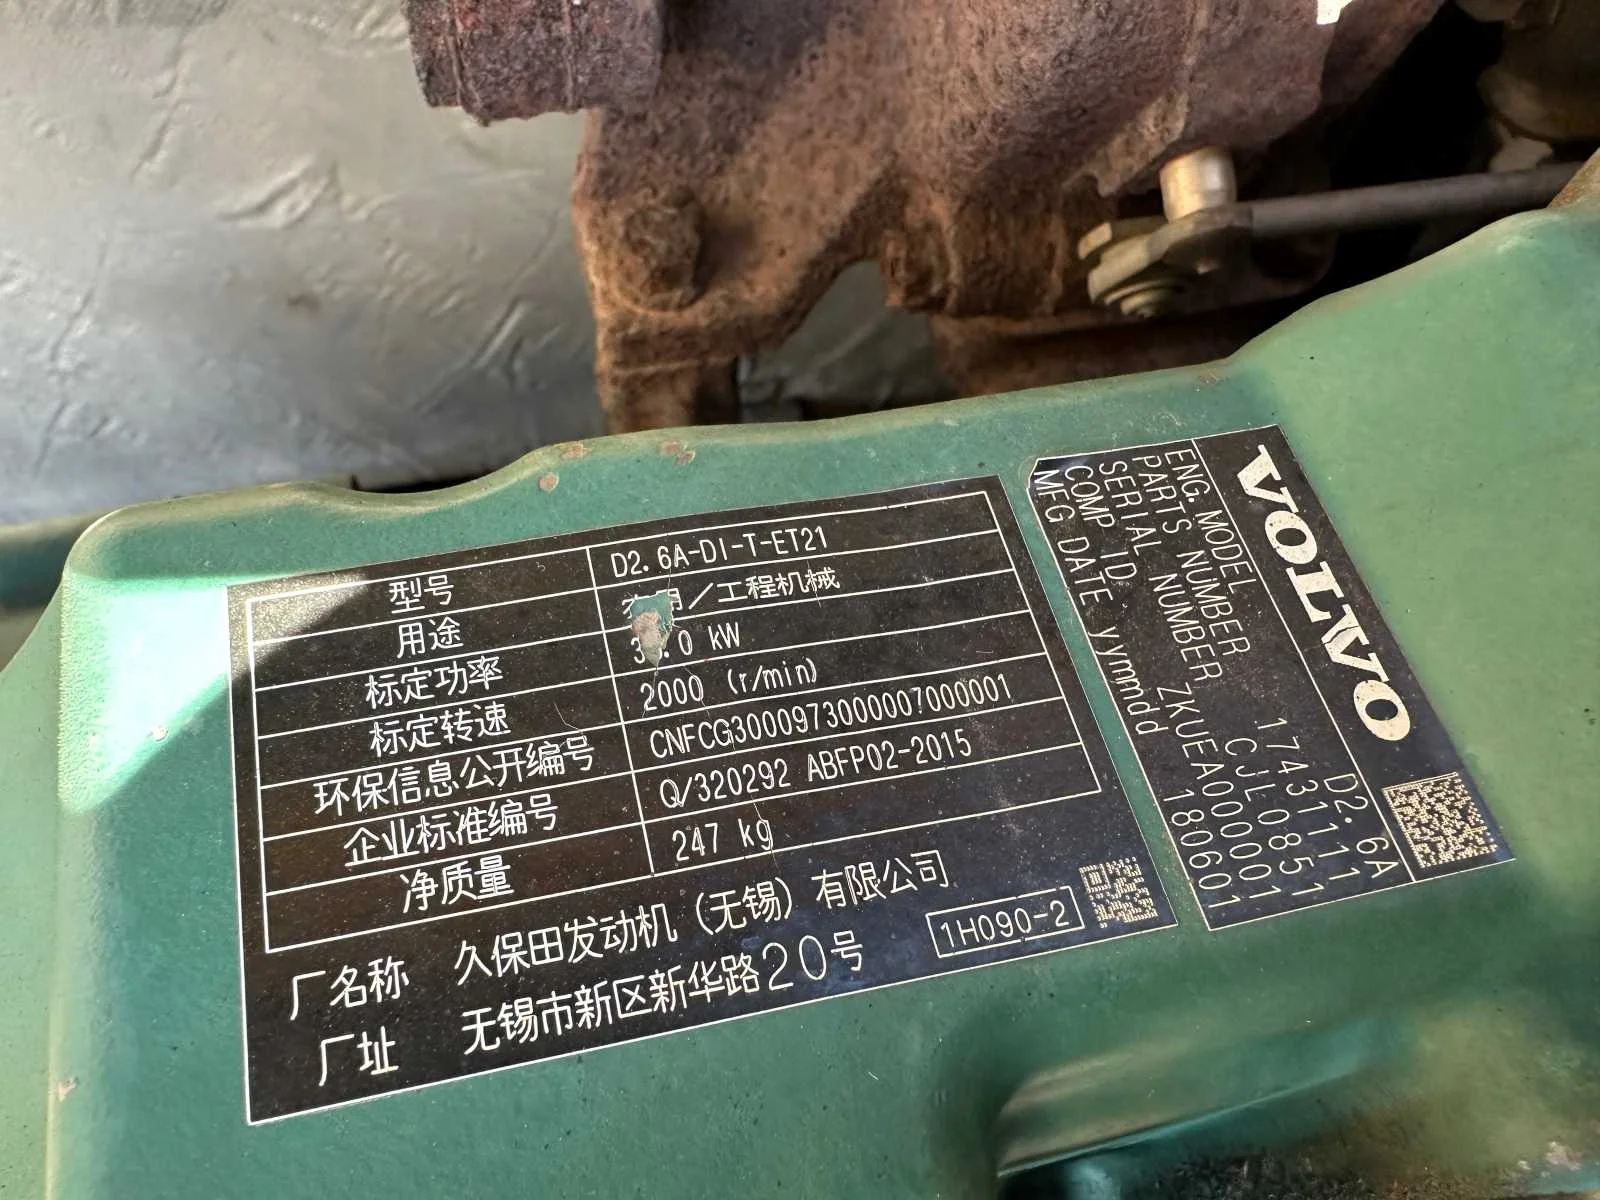 型号 D2.6A-DI-T-ET21
用途 /工程机械
标定功率 kW
标定转速 2000 (r/min)
环保信息公开编号 CNFCG3000973000007000001
企业标准编号 Q/320292 ABFP02-2015
净质量 247 kg
厂名称 久保田发动机（无锡）有限公司
厂址 无锡市新区新华路20号
1H090-2
VOLVO
ENG. MODEL D2.6A
PARTS NUMBER 17431111
SERIAL NUMBER CJL0851
COMP ID. ZKUEA00001
MFG DATE yymmdd 180601